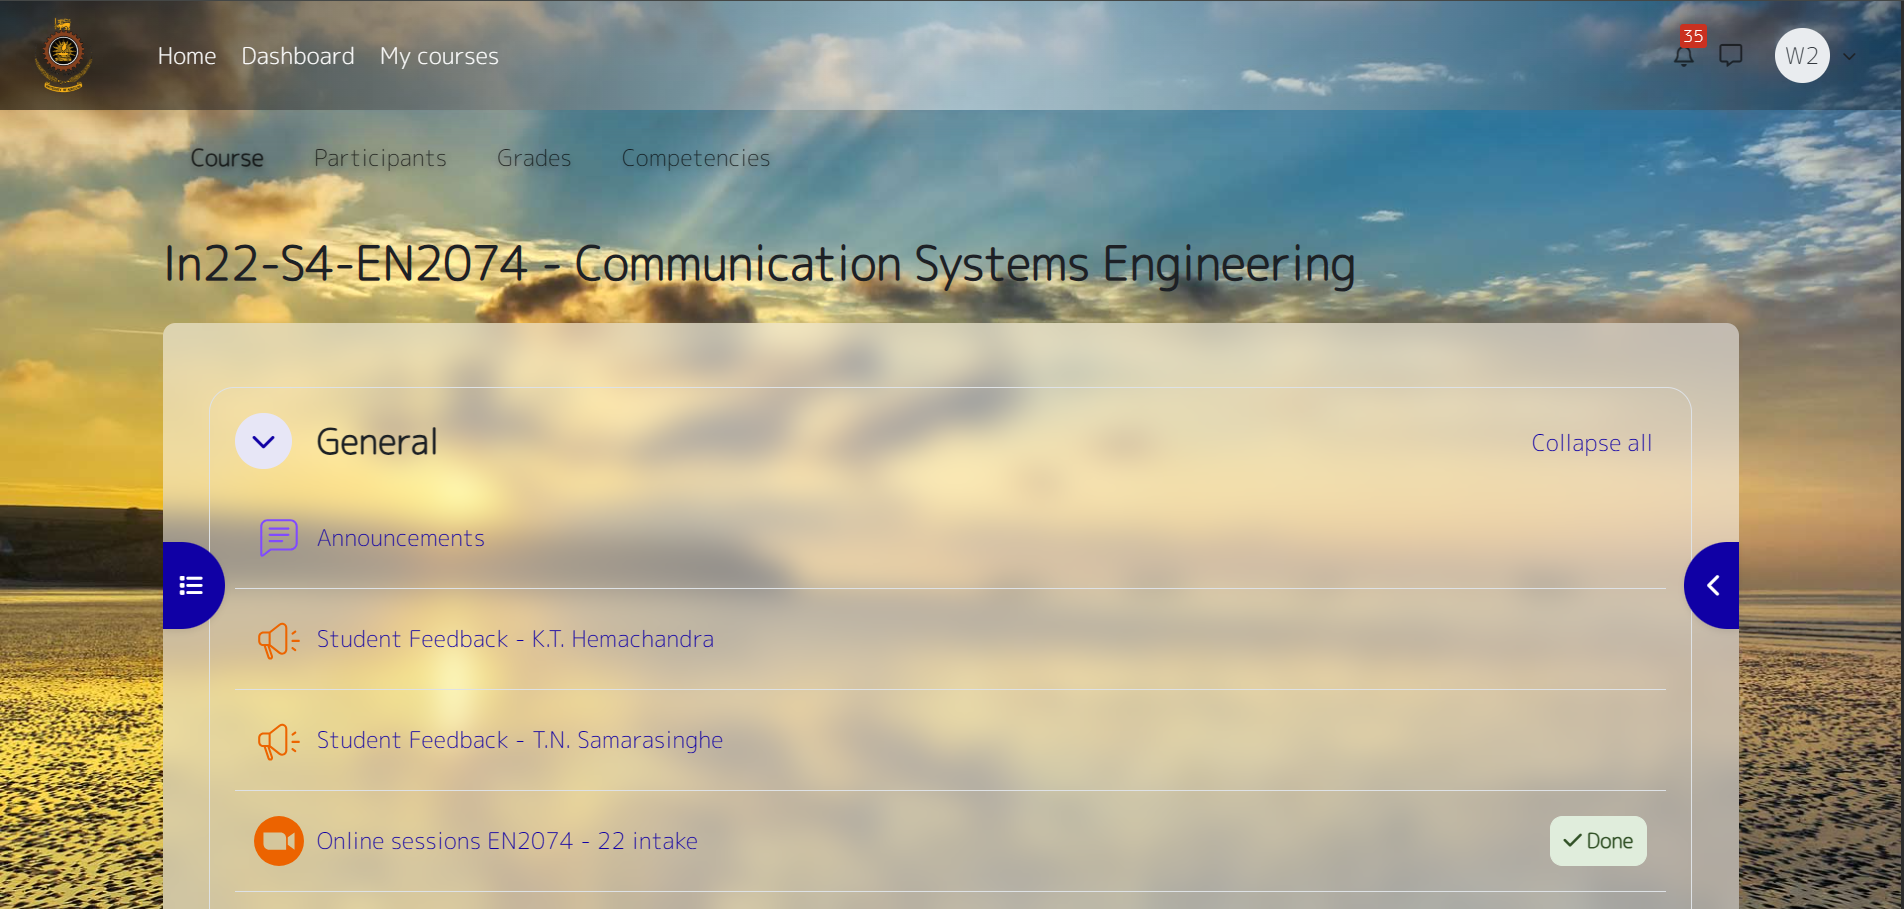 Home Dashboard My courses
35
W2
Course Participants Grades Competencies
In22-S4-EN2074 - Communication Systems Engineering
General
Collapse all
Announcements
Student Feedback - K.T. Hemachandra
Student Feedback - T.N. Samarasinghe
Online sessions EN2074 - 22 intake
Done